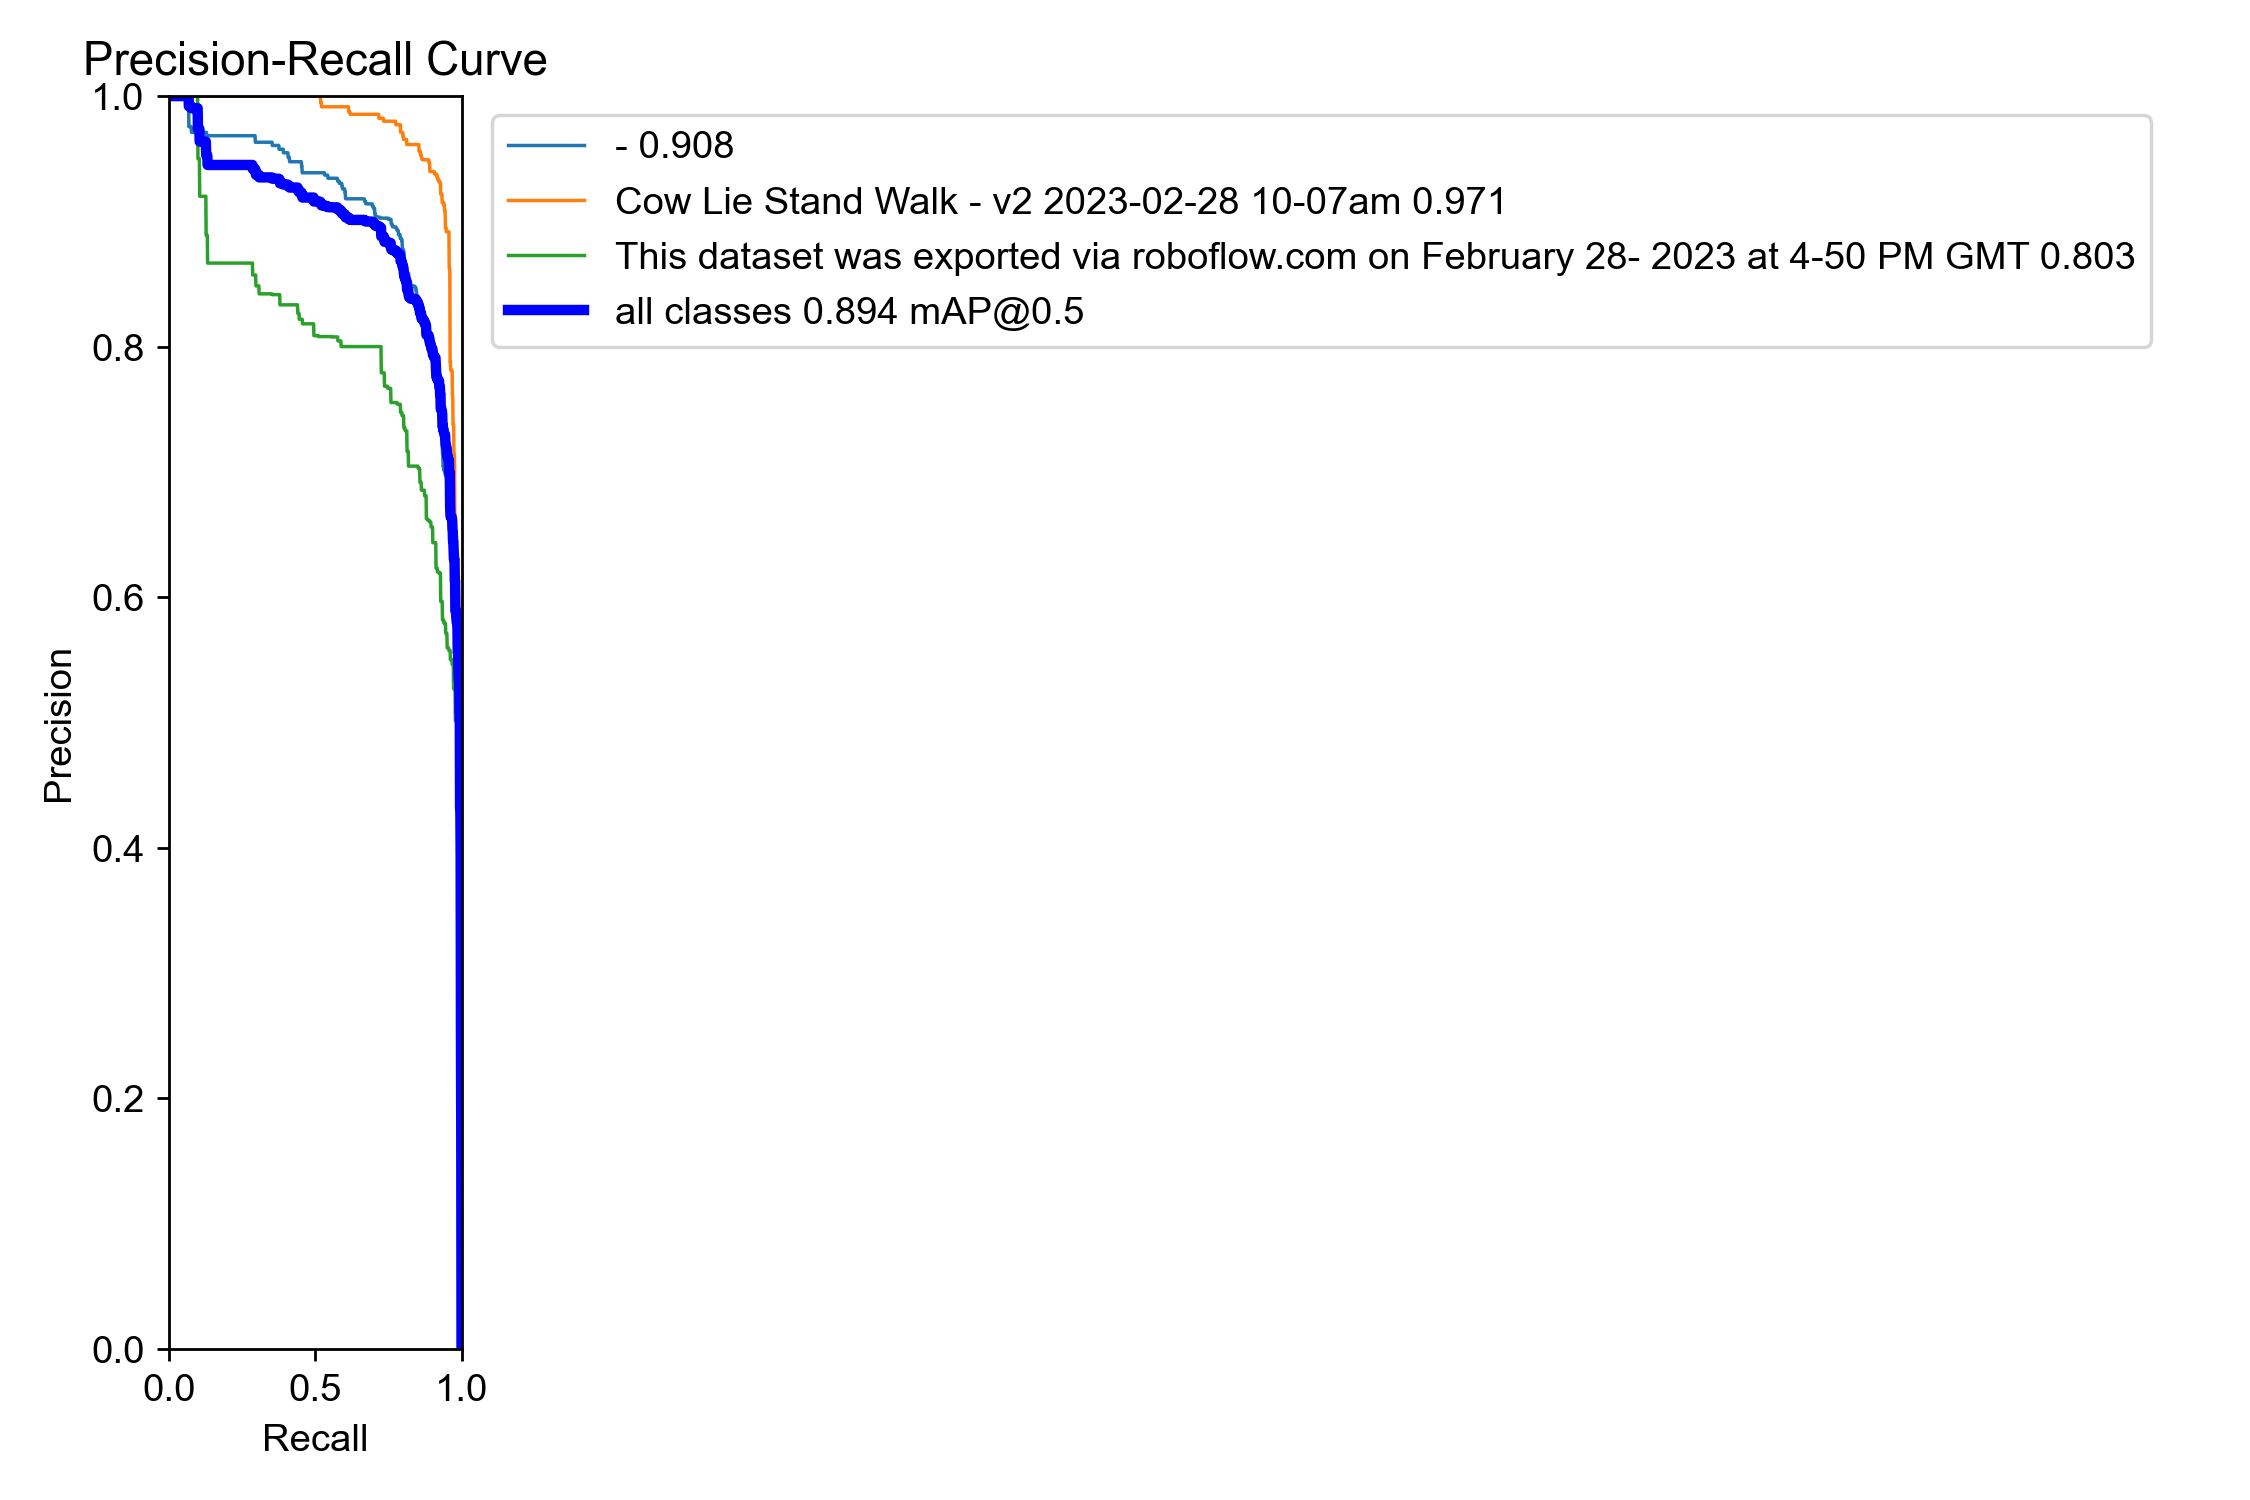 Precision-Recall Curve
1.0
0.8
0.6
0.4
0.2
0.0
Precision
0.0 0.5 1.0
Recall
- 0.908
Cow Lie Stand Walk - v2 2023-02-28 10-07am 0.971
This dataset was exported via roboflow.com on February 28- 2023 at 4-50 PM GMT 0.803
all classes 0.894 mAP@0.5